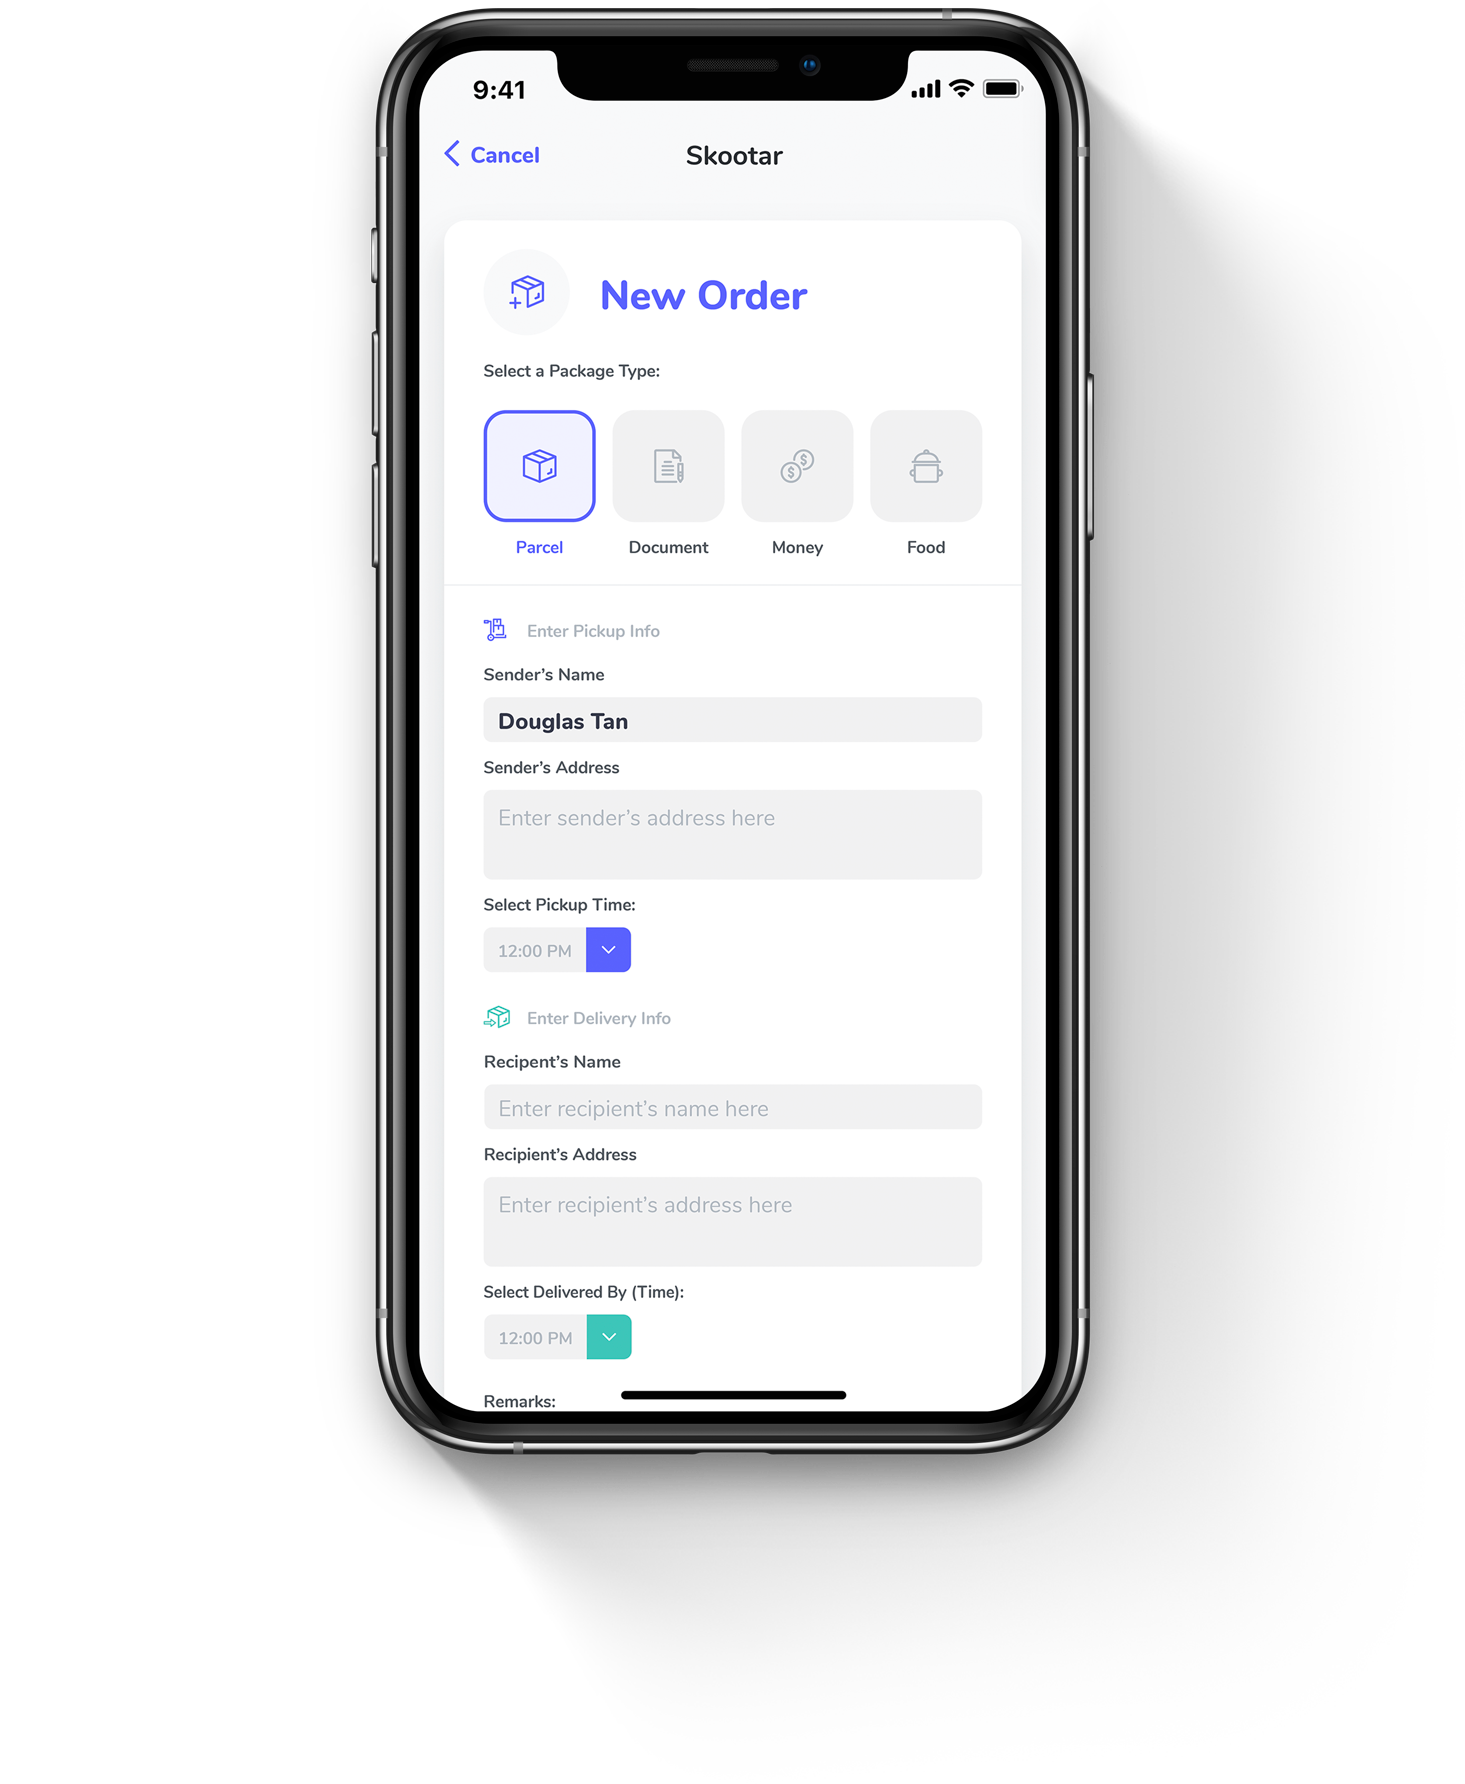 9:41
Cancel
Skootar
New Order
Select a Package Type:
Parcel
Document
Money
Food
Enter Pickup Info
Sender’s Name
Douglas Tan
Sender’s Address
Enter sender’s address here
Select Pickup Time:
12:00 PM
Enter Delivery Info
Recipent’s Name
Enter recipient’s name here
Recipient’s Address
Enter recipient’s address here
Select Delivered By (Time):
12:00 PM
Remarks: